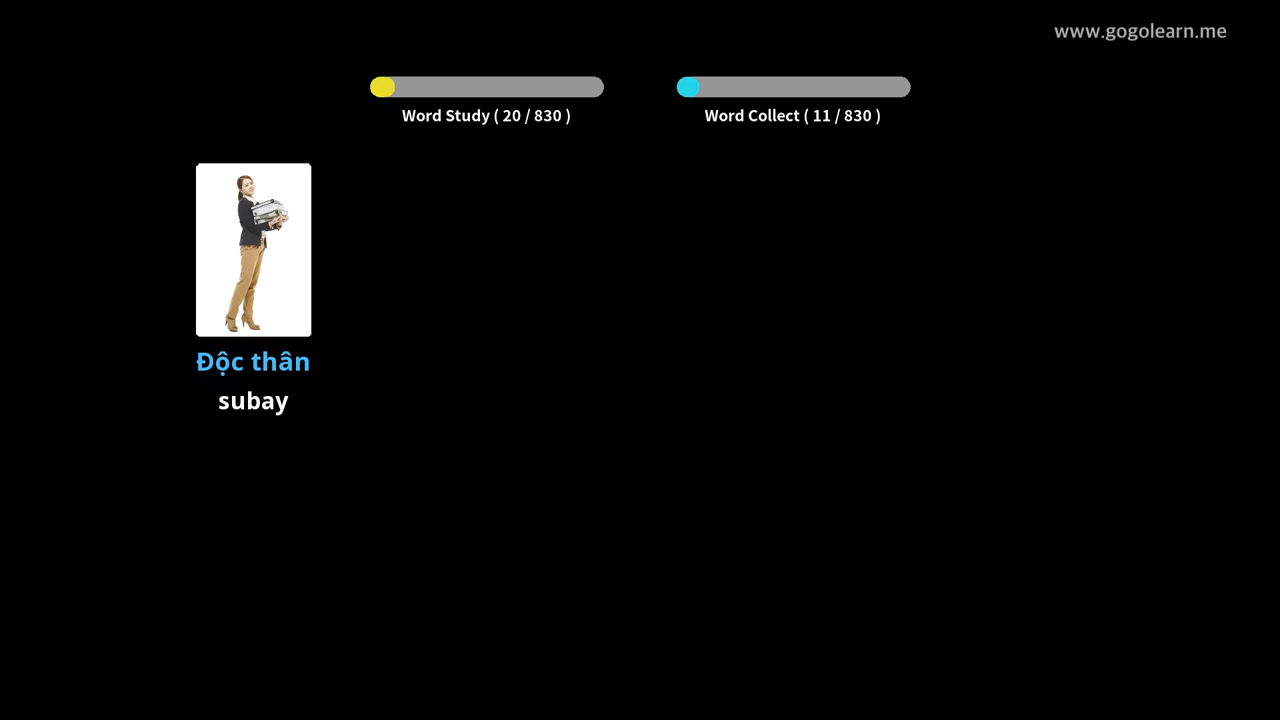 www.gogolearn.me
Word Study ( 20 / 830 )
Word Collect ( 11 / 830 )
Độc thân
subay